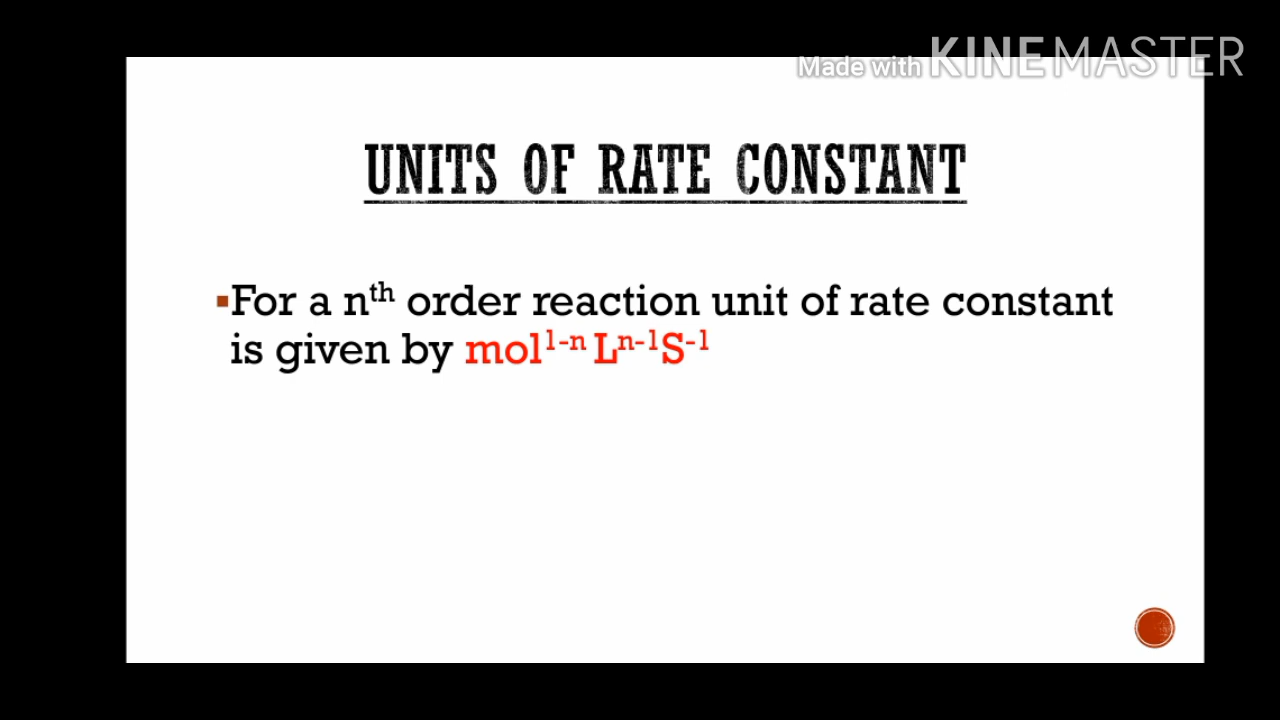 Made with KINEMASTER
UNITS OF RATE CONSTANT
▪For a nᵗʰ order reaction unit of rate constant
is given by mol¹⁻ⁿ Lⁿ⁻¹S⁻¹